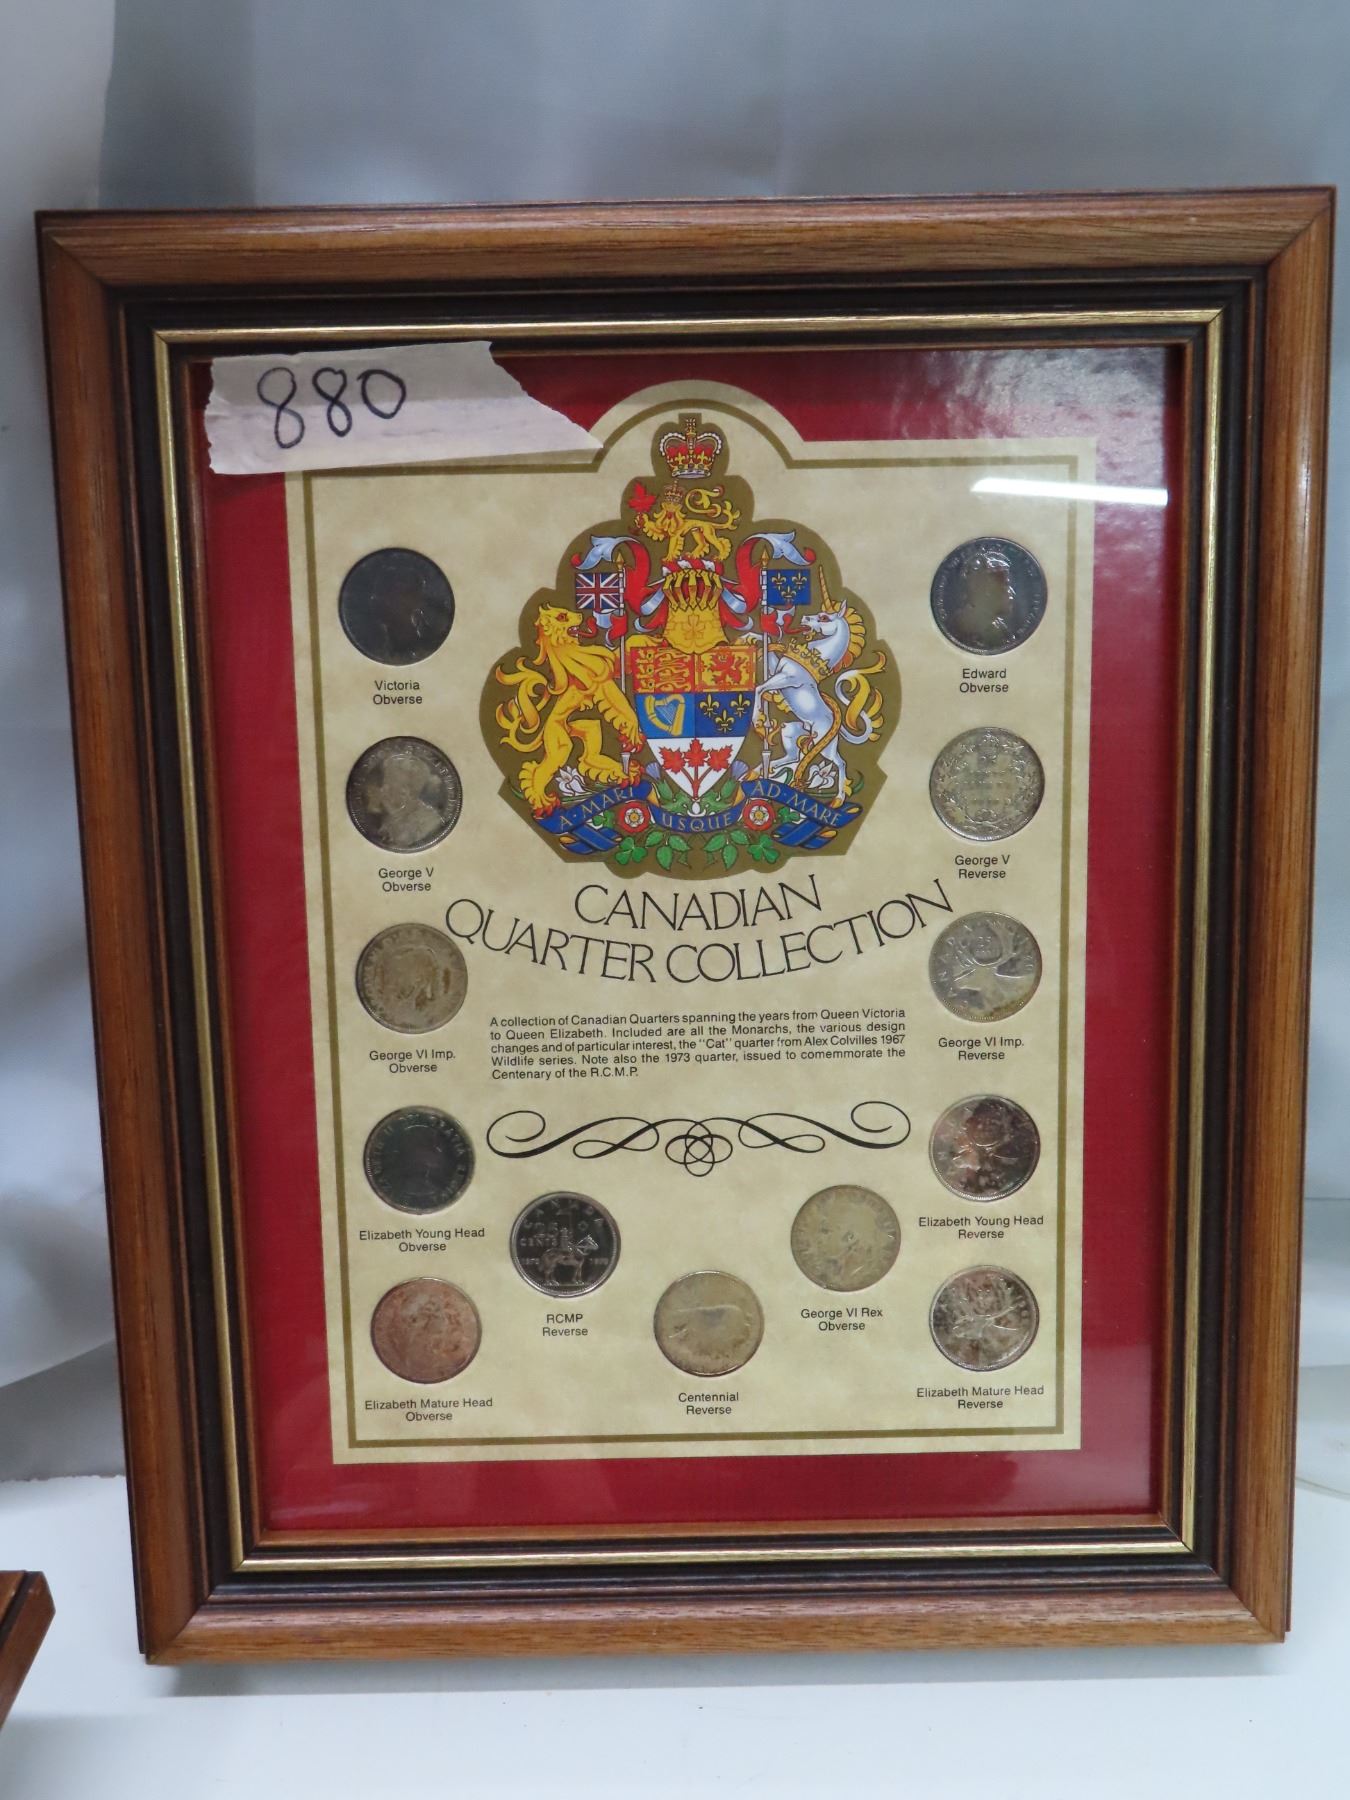 880
A · MARI
USQUE
AD · MARE
Victoria
Obverse
Edward
Obverse
George V
Obverse
George V
Reverse
CANADIAN
QUARTER COLLECTION
George VI Imp.
Obverse
George VI Imp.
Reverse
A collection of Canadian Quarters spanning the years from Queen Victoria
to Queen Elizabeth. Included are all the Monarchs, the various design
changes and of particular interest, the "Cat" quarter from Alex Colvilles 1967
Wildlife series. Note also the 1973 quarter, issued to commemorate the
Centenary of the R.C.M.P.
Elizabeth Young Head
Obverse
Elizabeth Young Head
Reverse
CANADA
25
CENTS
RCMP
Reverse
George VI Rex
Obverse
Elizabeth Mature Head
Obverse
Centennial
Reverse
Elizabeth Mature Head
Reverse